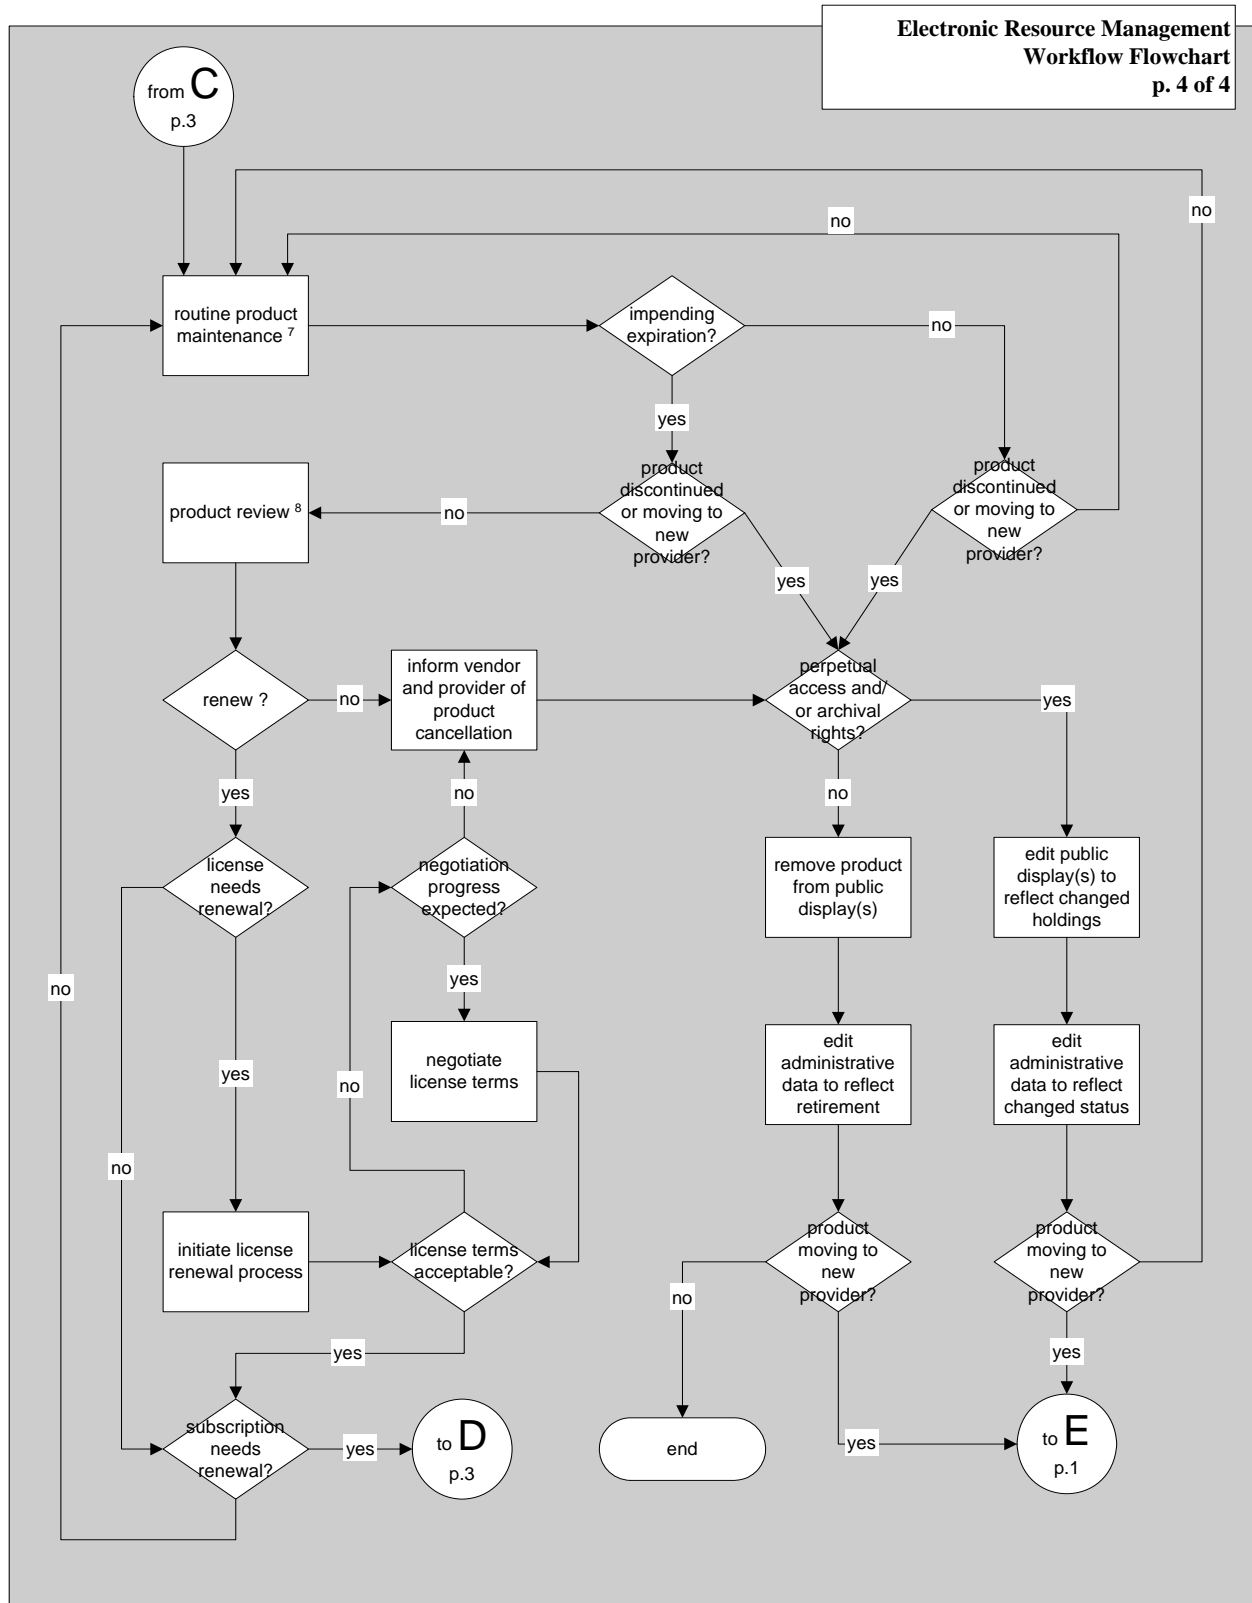 Electronic Resource Management
Workflow Flowchart
p. 4 of 4
from C
p.3
no
no
routine product
maintenance 7
impending
expiration?
no
yes
product review 8
no
product
discontinued
or moving to
new
provider?
product
discontinued
or moving to
new
provider?
yes
yes
renew ?
no
inform vendor
and provider of
product
cancellation
perpetual
access and/
or archival
rights?
yes
yes
no
no
license
needs
renewal?
negotiation
progress
expected?
remove product
from public
display(s)
edit public
display(s) to
reflect changed
holdings
no
yes
yes
no
negotiate
license terms
edit
administrative
data to reflect
retirement
edit
administrative
data to reflect
changed status
no
initiate license
renewal process
license terms
acceptable?
product
moving to
new
provider?
product
moving to
new
provider?
no
yes
yes
subscription
needs
renewal?
yes
to D
p.3
end
yes
to E
p.1